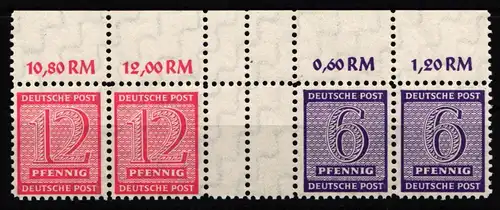 10,80 RM 12,00 RM 0,60 RM 1,20 RM
DEUTSCHE POST DEUTSCHE POST DEUTSCHE POST DEUTSCHE POST
12 12 6 6
PFENNIG PFENNIG PFENNIG PFENNIG
DEUTSCHE POST DEUTSCHE POST DEUTSCHE POST DEUTSCHE POST